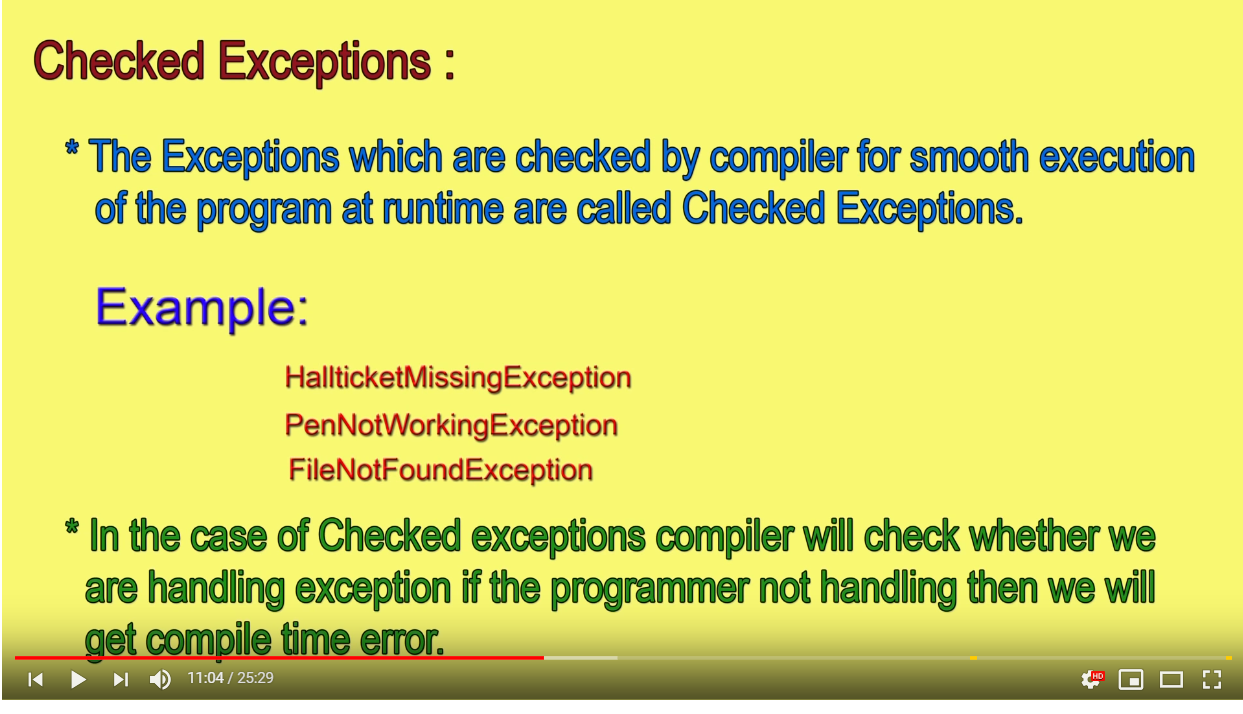 Checked Exceptions :
* The Exceptions which are checked by compiler for smooth execution
of the program at runtime are called Checked Exceptions.
Example:
HallticketMissingException
PenNotWorkingException
FileNotFoundException
* In the case of Checked exceptions compiler will check whether we
are handling exception if the programmer not handling then we will
get compile time error.
11:04 / 25:29
HD